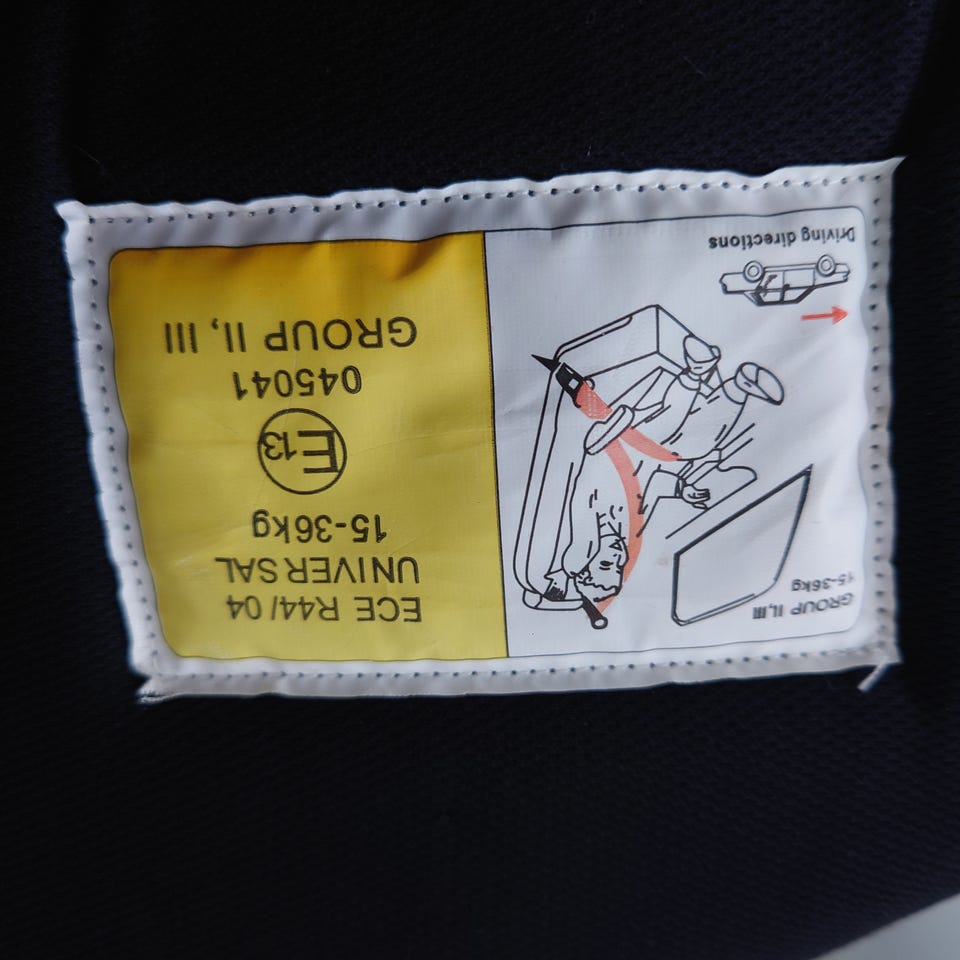 ECE R44/04
UNIVERSAL
15-36kg
E13
045041
GROUP II, III
GROUP II,III
15-36kg
Driving directions